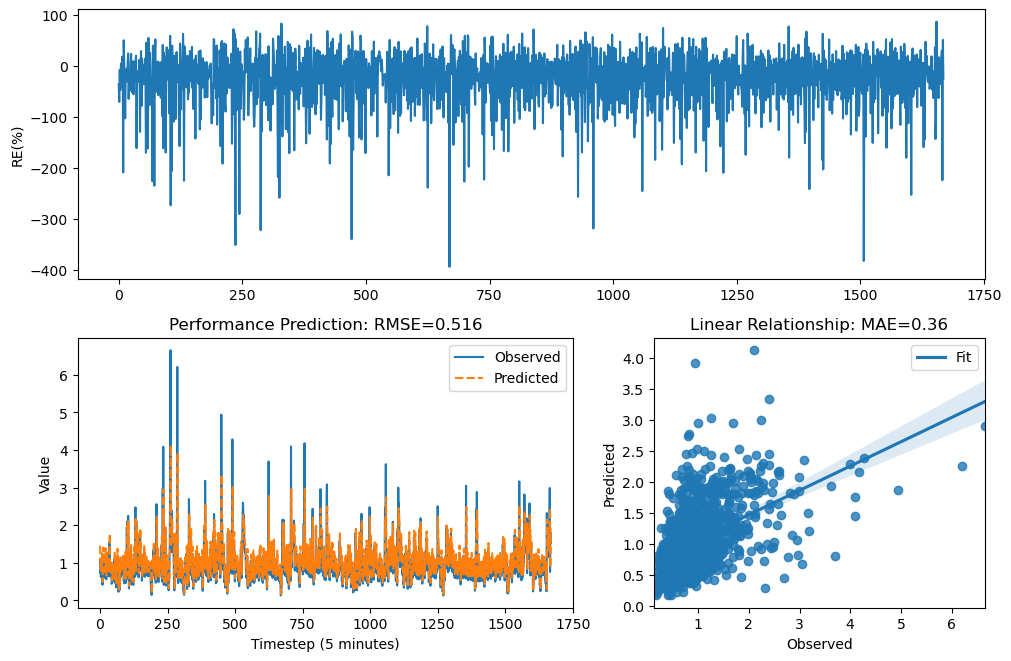 100
0
−100
−200
−300
−400
RE(%)
0 250 500 750 1000 1250 1500 1750
Performance Prediction: RMSE=0.516
Observed
Predicted
6
5
4
3
2
1
0
Value
0 250 500 750 1000 1250 1500 1750
Timestep (5 minutes)
Linear Relationship: MAE=0.36
Fit
4.0
3.5
3.0
2.5
2.0
1.5
1.0
0.5
0.0
Predicted
1 2 3 4 5 6
Observed